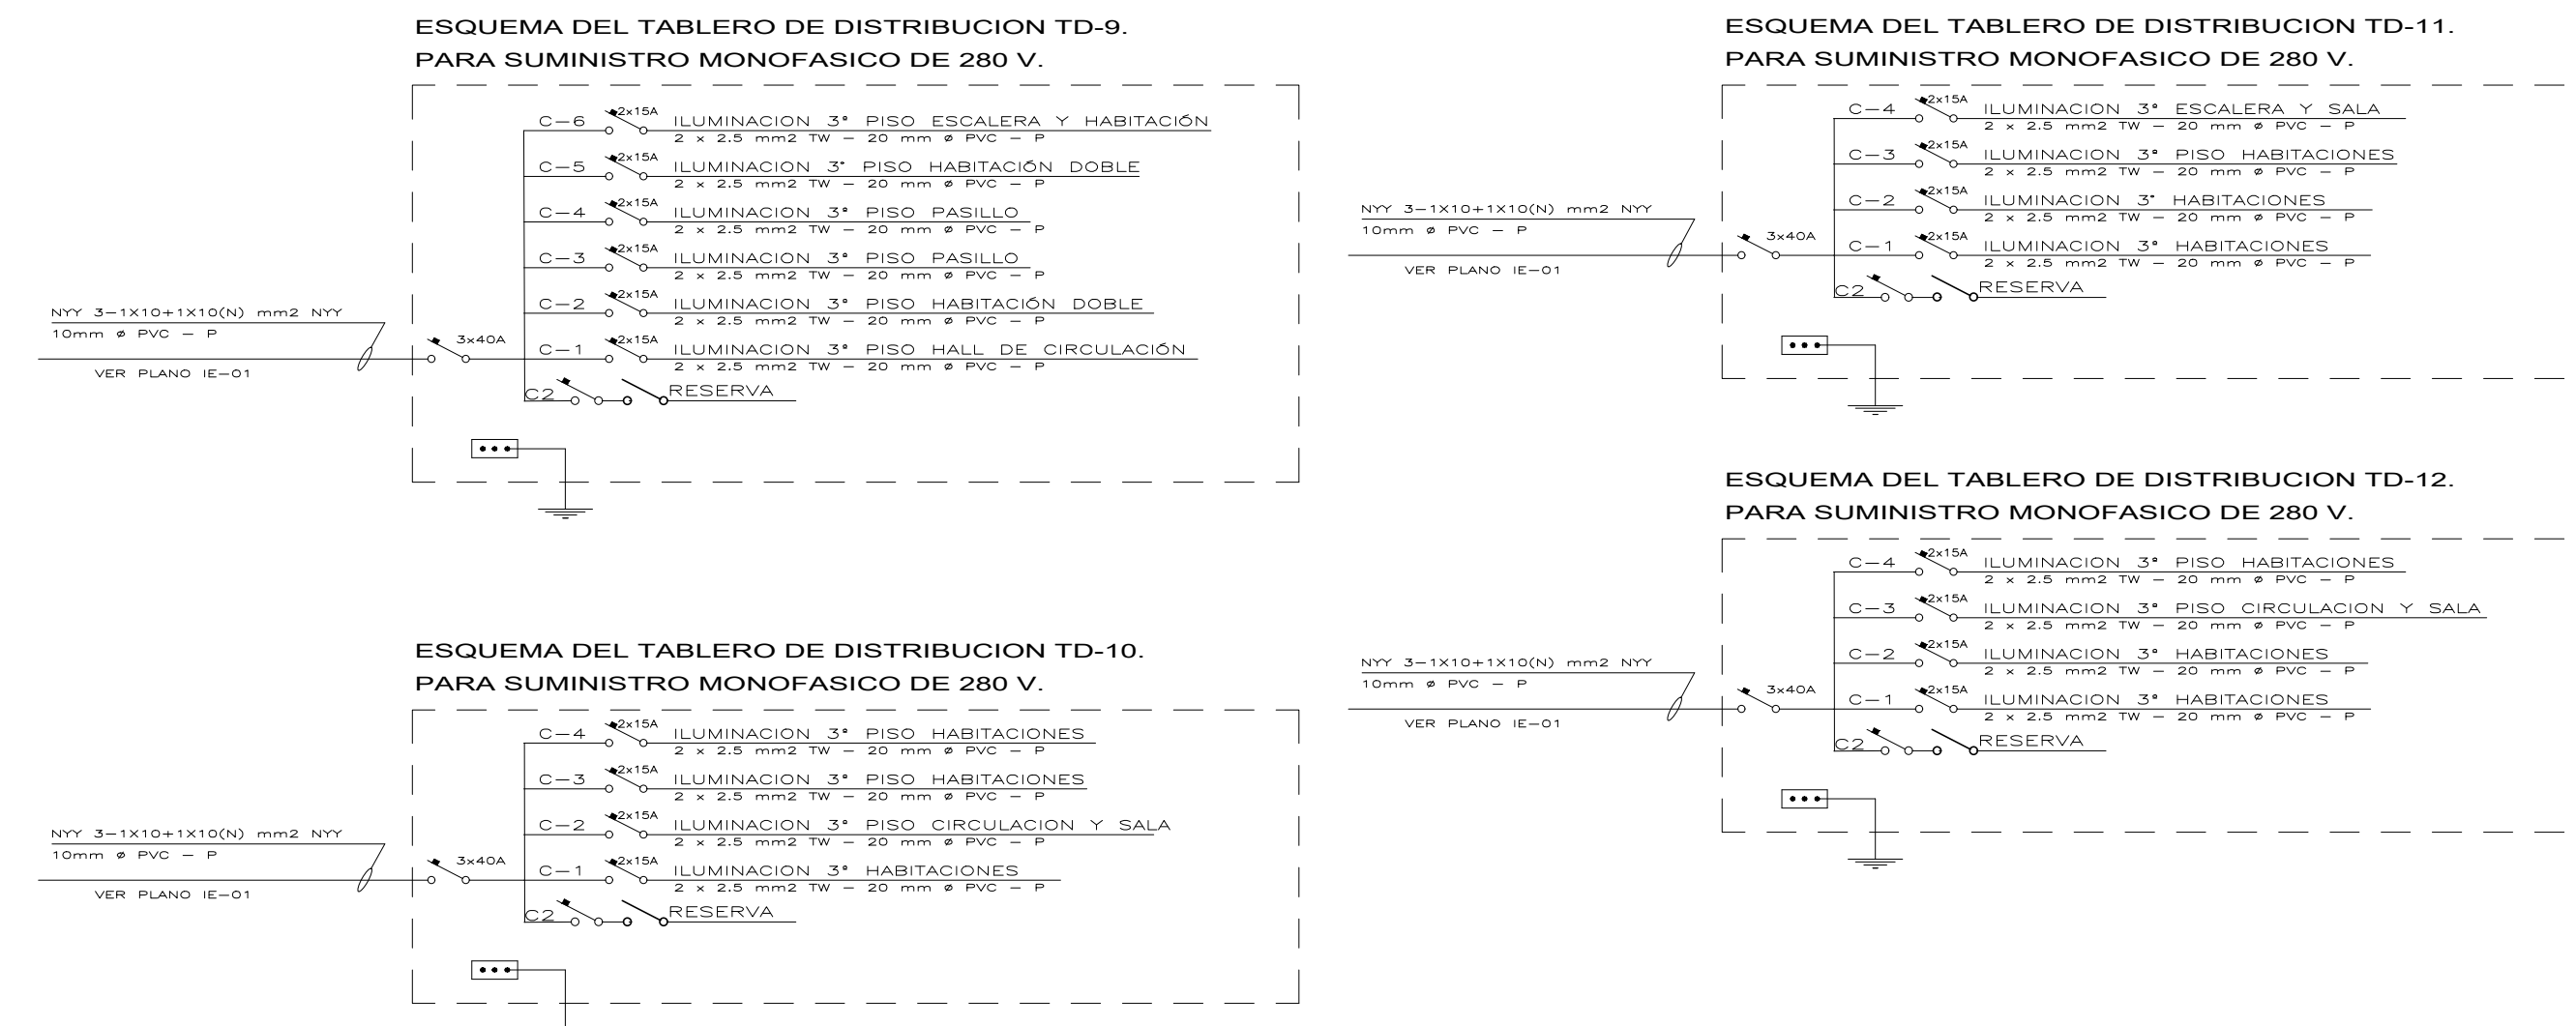 ESQUEMA DEL TABLERO DE DISTRIBUCION TD-9.
PARA SUMINISTRO MONOFASICO DE 280 V.
C-6 2x15A ILUMINACION 3ª PISO ESCALERA Y HABITACIÓN
2 x 2.5 mm2 TW - 20 mm ø PVC - P
C-5 2x15A ILUMINACION 3° PISO HABITACIÓN DOBLE
2 x 2.5 mm2 TW - 20 mm ø PVC - P
C-4 2x15A ILUMINACION 3ª PISO PASILLO
2 x 2.5 mm2 TW - 20 mm ø PVC - P
C-3 2x15A ILUMINACION 3ª PISO PASILLO
2 x 2.5 mm2 TW - 20 mm ø PVC - P
C-2 2x15A ILUMINACION 3ª PISO HABITACIÓN DOBLE
2 x 2.5 mm2 TW - 20 mm ø PVC - P
NYY 3-1X10+1X10(N) mm2 NYY
10mm ø PVC - P
VER PLANO IE-01
3x40A
C-1 2x15A ILUMINACION 3ª PISO HALL DE CIRCULACIÓN
2 x 2.5 mm2 TW - 20 mm ø PVC - P
C2 RESERVA
ESQUEMA DEL TABLERO DE DISTRIBUCION TD-10.
PARA SUMINISTRO MONOFASICO DE 280 V.
C-4 2x15A ILUMINACION 3ª PISO HABITACIONES
2 x 2.5 mm2 TW - 20 mm ø PVC - P
C-3 2x15A ILUMINACION 3ª PISO HABITACIONES
2 x 2.5 mm2 TW - 20 mm ø PVC - P
C-2 2x15A ILUMINACION 3ª PISO CIRCULACION Y SALA
2 x 2.5 mm2 TW - 20 mm ø PVC - P
NYY 3-1X10+1X10(N) mm2 NYY
10mm ø PVC - P
VER PLANO IE-01
3x40A
C-1 2x15A ILUMINACION 3ª HABITACIONES
2 x 2.5 mm2 TW - 20 mm ø PVC - P
C2 RESERVA
ESQUEMA DEL TABLERO DE DISTRIBUCION TD-11.
PARA SUMINISTRO MONOFASICO DE 280 V.
C-4 2x15A ILUMINACION 3ª ESCALERA Y SALA
2 x 2.5 mm2 TW - 20 mm ø PVC - P
C-3 2x15A ILUMINACION 3ª PISO HABITACIONES
2 x 2.5 mm2 TW - 20 mm ø PVC - P
C-2 2x15A ILUMINACION 3° HABITACIONES
2 x 2.5 mm2 TW - 20 mm ø PVC - P
NYY 3-1X10+1X10(N) mm2 NYY
10mm ø PVC - P
VER PLANO IE-01
3x40A
C-1 2x15A ILUMINACION 3ª HABITACIONES
2 x 2.5 mm2 TW - 20 mm ø PVC - P
C2 RESERVA
ESQUEMA DEL TABLERO DE DISTRIBUCION TD-12.
PARA SUMINISTRO MONOFASICO DE 280 V.
C-4 2x15A ILUMINACION 3ª PISO HABITACIONES
2 x 2.5 mm2 TW - 20 mm ø PVC - P
C-3 2x15A ILUMINACION 3ª PISO CIRCULACION Y SALA
2 x 2.5 mm2 TW - 20 mm ø PVC - P
C-2 2x15A ILUMINACION 3ª HABITACIONES
2 x 2.5 mm2 TW - 20 mm ø PVC - P
NYY 3-1X10+1X10(N) mm2 NYY
10mm ø PVC - P
VER PLANO IE-01
3x40A
C-1 2x15A ILUMINACION 3ª HABITACIONES
2 x 2.5 mm2 TW - 20 mm ø PVC - P
C2 RESERVA